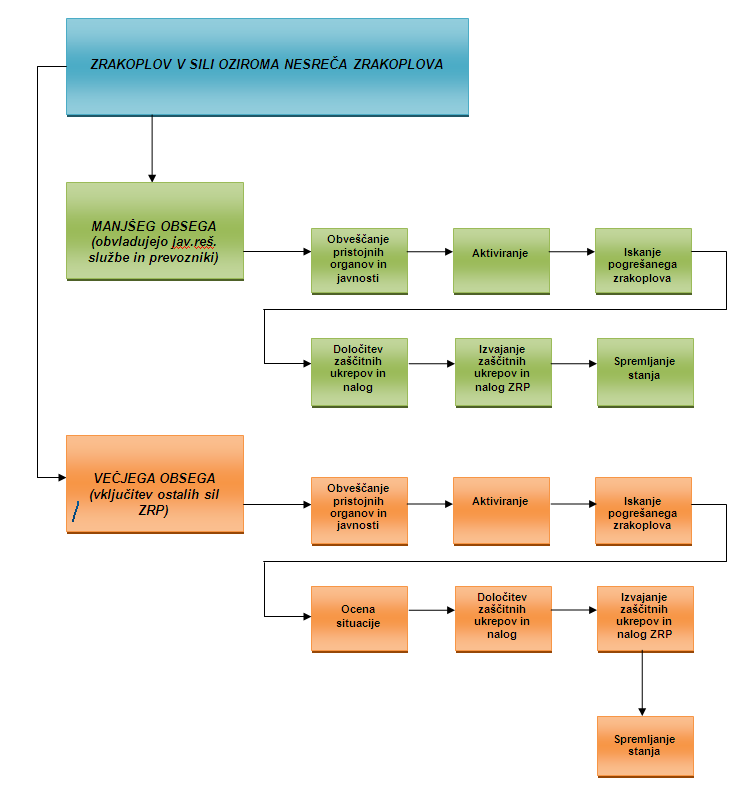 ZRAKOPLOV V SILI OZIROMA NESREČA ZRAKOPLOVA
MANJŠEG OBSEGA
(obvladujejo jav.reš.
službe in prevozniki)
Obveščanje
pristojnih
organov in
javnosti
Aktiviranje
Iskanje
pogrešanega
zrakoplova
Določitev
zaščitnih
ukrepov in
nalog
Izvajanje
zaščitnih
ukrepov in
nalog ZRP
Spremljanje
stanja
VEČJEGA OBSEGA
(vključitev ostalih sil
ZRP)
Obveščanje
pristojnih
organov in
javnosti
Aktiviranje
Iskanje
pogrešanega
zrakoplova
Ocena
situacije
Določitev
zaščitnih
ukrepov in
nalog
Izvajanje
zaščitnih
ukrepov in
nalog ZRP
Spremljanje
stanja